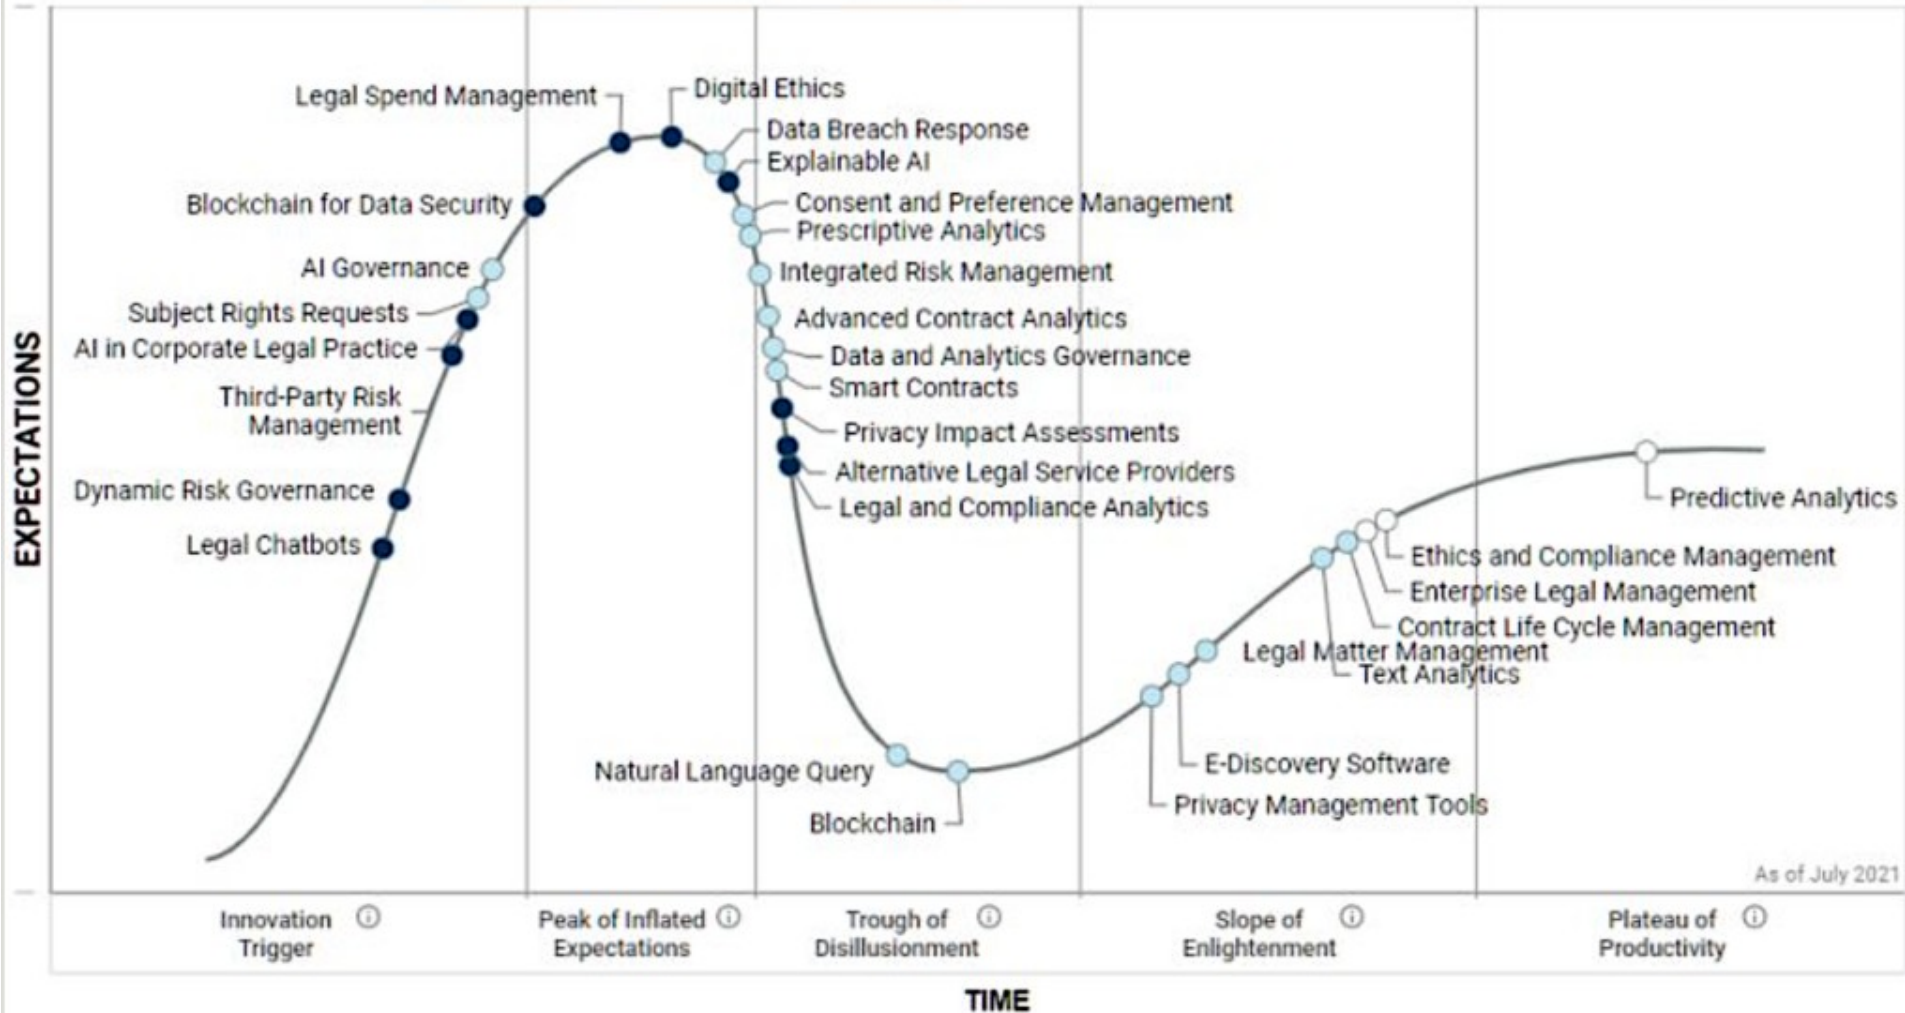 Legal Spend Management
Digital Ethics
Data Breach Response
Explainable AI
Blockchain for Data Security
Consent and Preference Management
Prescriptive Analytics
AI Governance
Integrated Risk Management
Subject Rights Requests
Advanced Contract Analytics
AI in Corporate Legal Practice
Data and Analytics Governance
Smart Contracts
Third-Party Risk
Management
Privacy Impact Assessments
Alternative Legal Service Providers
Dynamic Risk Governance
Legal and Compliance Analytics
Legal Chatbots
Predictive Analytics
Ethics and Compliance Management
Enterprise Legal Management
Contract Life Cycle Management
Legal Matter Management
Text Analytics
Natural Language Query
E-Discovery Software
Privacy Management Tools
Blockchain
EXPECTATIONS
As of July 2021
Innovation
Trigger
Peak of Inflated
Expectations
Trough of
Disillusionment
Slope of
Enlightenment
Plateau of
Productivity
TIME